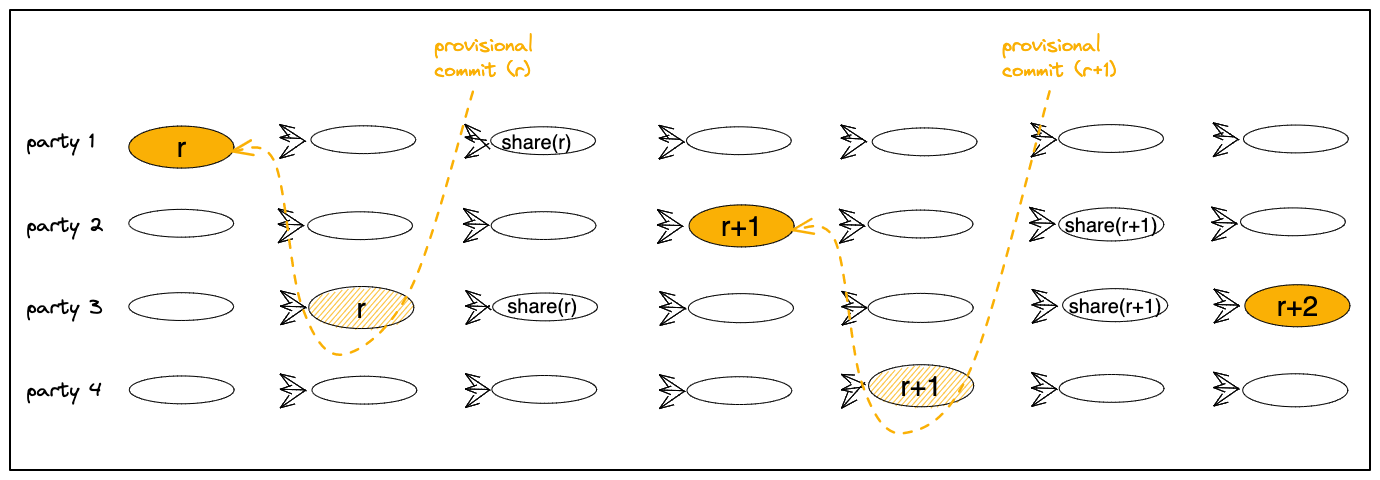 provisional
commit (r)
provisional
commit (r+1)
party 1
r
share(r)
party 2
r+1
share(r+1)
party 3
r
share(r)
share(r+1)
r+2
party 4
r+1